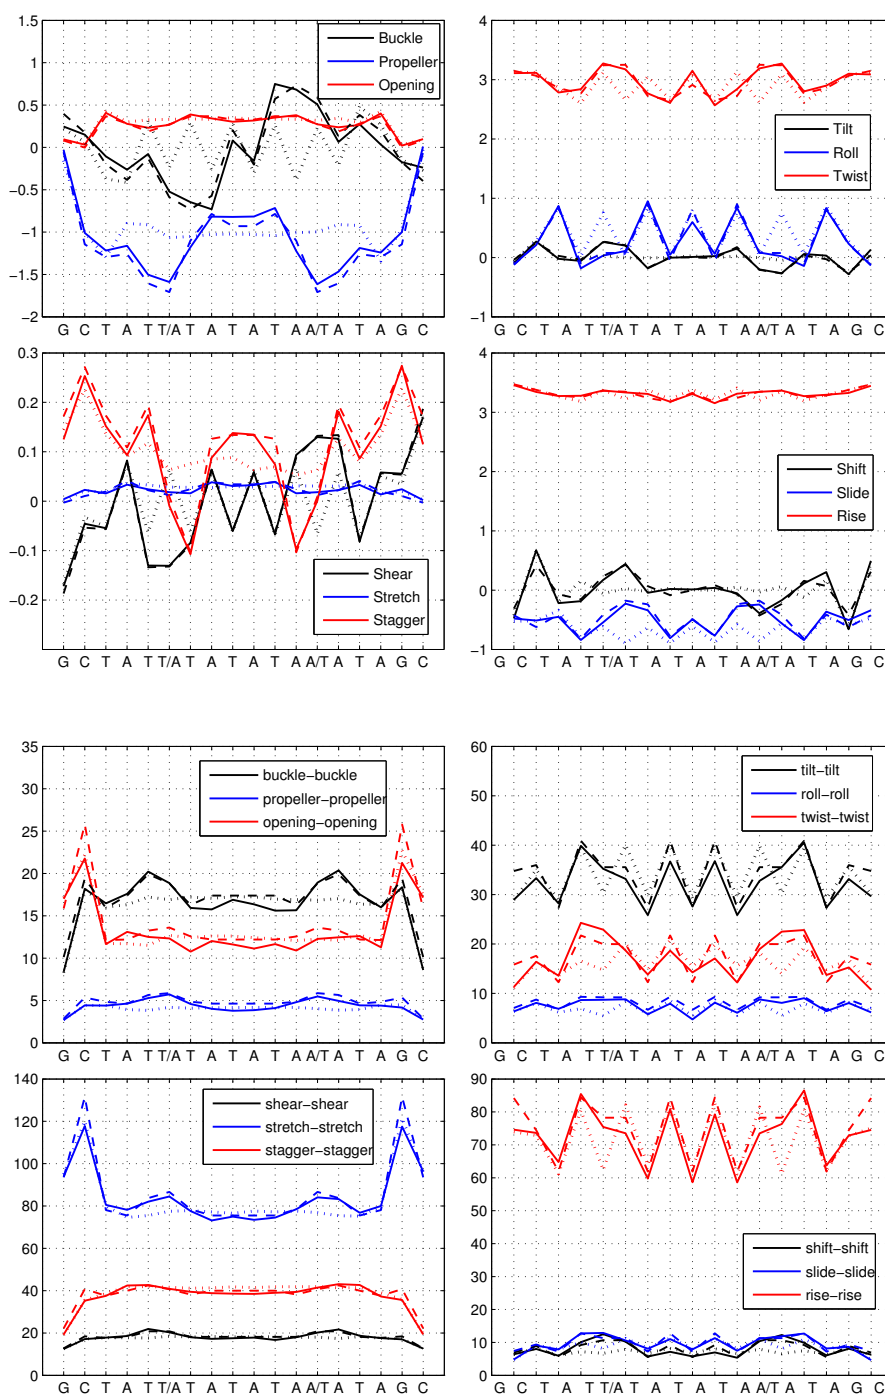 1.5
1
0.5
0
−0.5
−1
−1.5
−2
Buckle
Propeller
Opening
G C T A T T/A T A T A T A A/T A T A G C
4
3
2
1
0
−1
Tilt
Roll
Twist
G C T A T T/A T A T A A/T A T A G C
0.3
0.2
0.1
0
−0.1
−0.2
Shear
Stretch
Stagger
G C T A T T/A T A T A T A A/T A T A G C
4
3
2
1
0
−1
Shift
Slide
Rise
G C T A T T/A T A T A A/T A T A G C
35
30
25
20
15
10
5
0
buckle−buckle
propeller−propeller
opening−opening
G C T A T T/A T A T A T A A/T A T A G C
60
50
40
30
20
10
0
tilt−tilt
roll−roll
twist−twist
G C T A T T/A T A T A A/T A T A G C
140
120
100
80
60
40
20
0
shear−shear
stretch−stretch
stagger−stagger
G C T A T T/A T A T A T A A/T A T A G C
90
80
70
60
50
40
30
20
10
0
shift−shift
slide−slide
rise−rise
G C T A T T/A T A T A A/T A T A G C